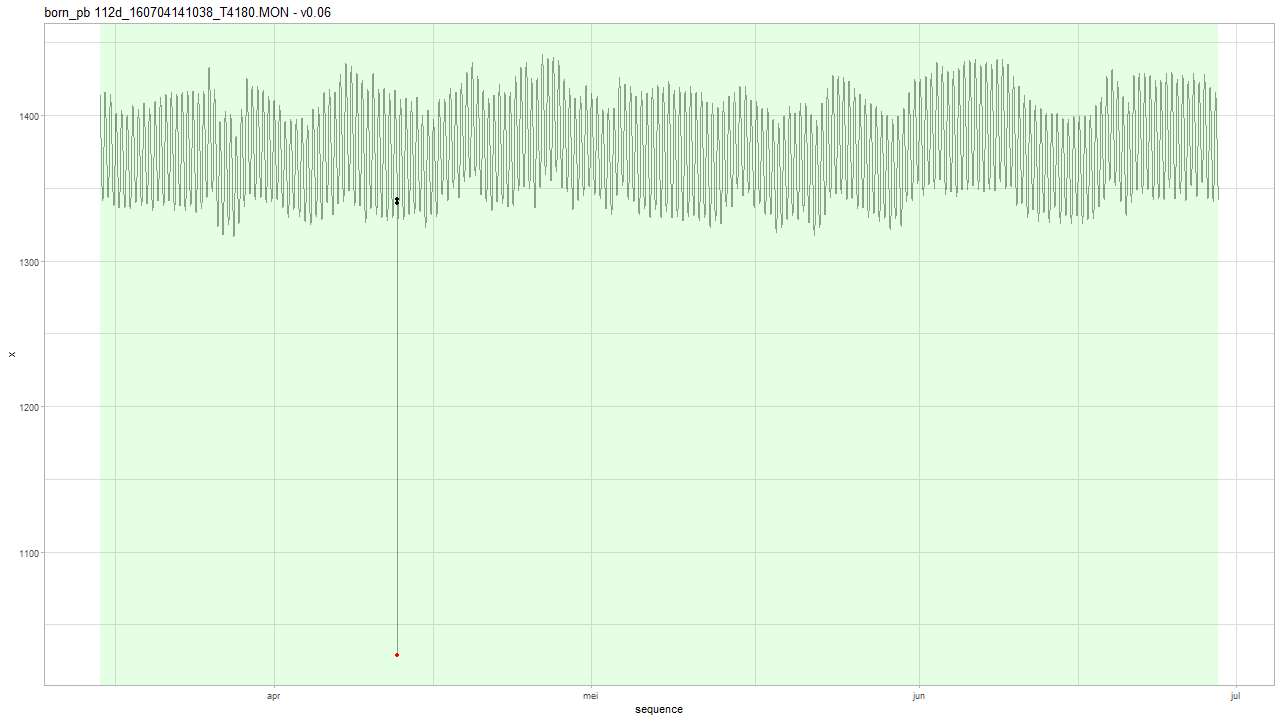 born_pb 112d_160704141038_T4180.MON - v0.06
1400
1300
1200
1100
x
apr
mei
jun
jul
sequence